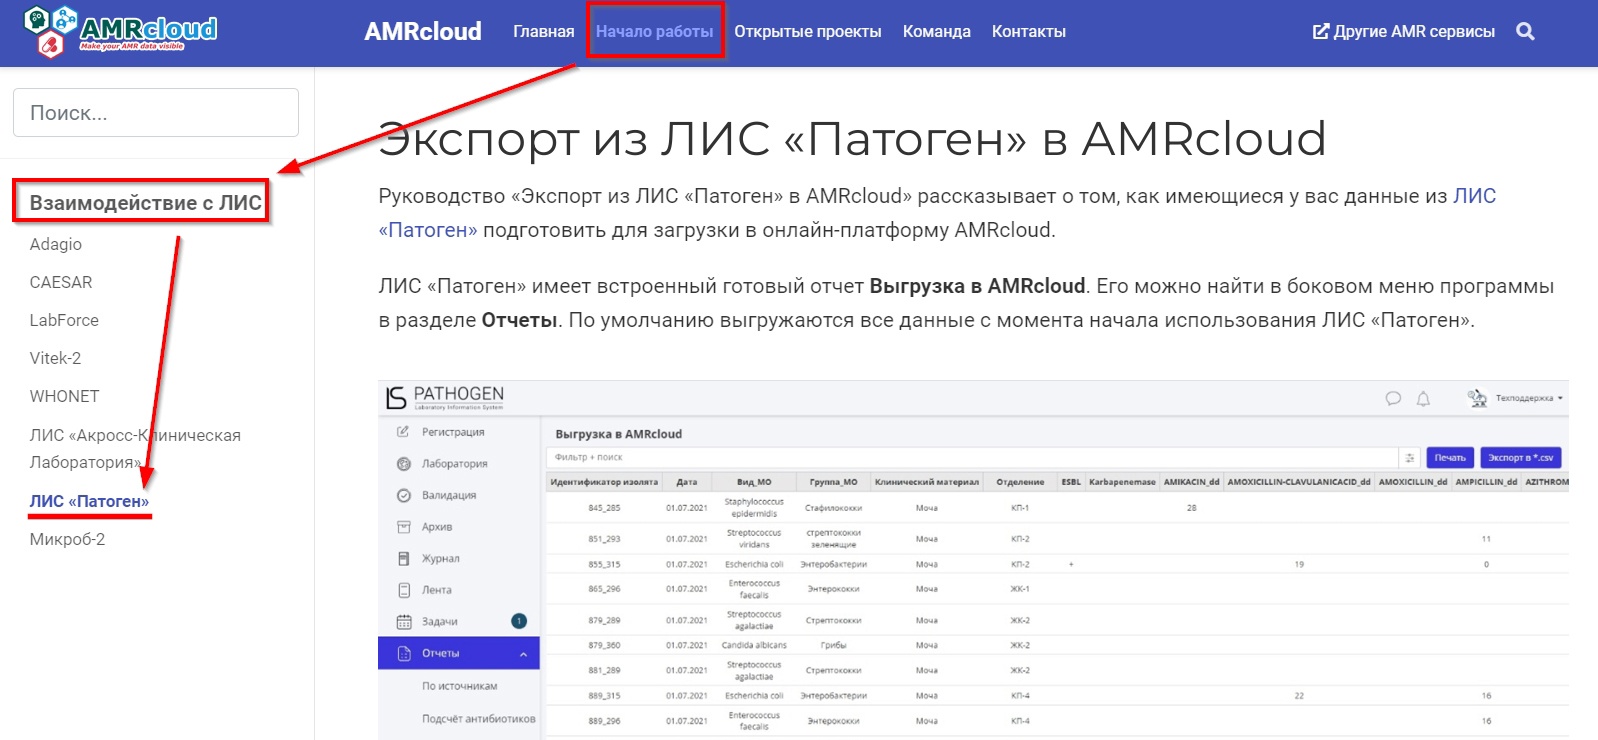 AMRcloud
Make your AMR data visible
AMRcloud Главная Начало работы Открытые проекты Команда Контакты Другие AMR сервисы
Поиск...
Взаимодействие с ЛИС
Adagio
CAESAR
LabForce
Vitek-2
WHONET
ЛИС «Акросс-Клиническая
Лаборатория»
ЛИС «Патоген»
Микроб-2
Экспорт из ЛИС «Патоген» в AMRcloud
Руководство «Экспорт из ЛИС «Патоген» в AMRcloud» рассказывает о том, как имеющиеся у вас данные из ЛИС
«Патоген» подготовить для загрузки в онлайн-платформу AMRcloud.
ЛИС «Патоген» имеет встроенный готовый отчет Выгрузка в AMRcloud. Его можно найти в боковом меню программы
в разделе Отчеты. По умолчанию выгружаются все данные с момента начала использования ЛИС «Патоген».
LS PATHOGEN
Laboratory Information System
Техподдержка
Регистрация
Лаборатория
Валидация
Архив
Журнал
Лента
Задачи 1
Отчеты
По источникам
Подсчёт антибиотиков
Выгрузка в AMRcloud
Фильтр + поиск Печать Экспорт в *.csv
Идентификатор изолята Дата Вид_МО Группа_МО Клинический материал Отделение ESBL Karbapenemase AMIKACIN_dd AMOXICILLIN-CLAVULANICACID_dd AMOXICILLIN_dd AMPICILLIN_dd AZITHROM
845_285 01.07.2021 Staphylococcus epidermidis Стафилококки Моча КП-1 28
851_293 01.07.2021 Streptococcus viridans стрептококки зеленящие Моча КП-2 11
855_315 01.07.2021 Escherichia coli Энтеробактерии Моча КП-2 + 19 0
865_296 01.07.2021 Enterococcus faecalis Энтерококки Моча ЖК-1
879_289 01.07.2021 Streptococcus agalactiae Стрептококки Моча ЖК-2
879_360 01.07.2021 Candida albicans Грибы Моча ЖК-2
881_289 01.07.2021 Streptococcus agalactiae Стрептококки Моча ЖК-2
889_315 01.07.2021 Escherichia coli Энтеробактерии Моча КП-4 22 16
889_296 01.07.2021 Enterococcus faecalis Энтерококки Моча КП-4 16